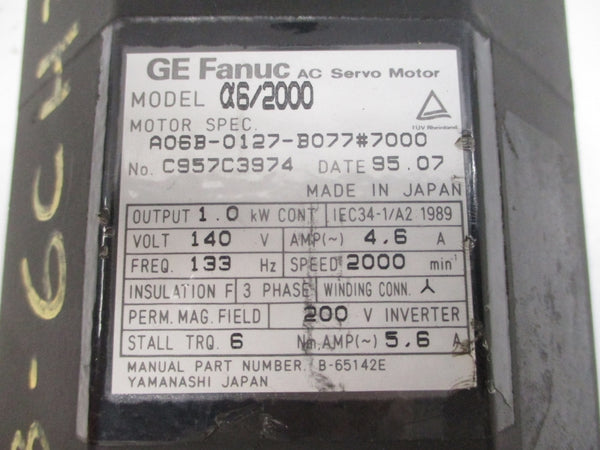 GE Fanuc AC Servo Motor
MODEL α6/2000
MOTOR SPEC.
A06B-0127-B077#7000
No. C957C3974 DATE 95.07
TÜV Rheinland
MADE IN JAPAN
OUTPUT 1.0 kW CONT IEC34-1/A2 1989
VOLT 140 V AMP(~) 4.6 A
FREQ. 133 Hz SPEED 2000 min-1
INSULATION F 3 PHASE WINDING CONN. ⅄
PERM. MAG. FIELD 200 V INVERTER
STALL TRQ. 6 Nm, AMP(~) 5.6 A
MANUAL PART NUMBER. B-65142E
YAMANASHI JAPAN